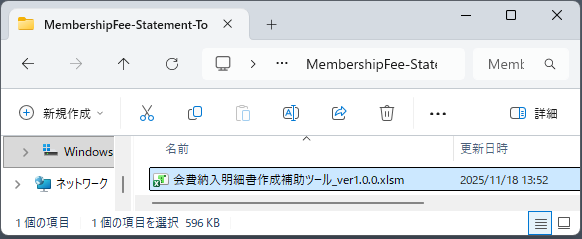 MembershipFee-Statement-To
MembershipFee-State
Memb
新規作成
詳細
Windows
ネットワーク
名前
更新日時
会費納入明細書作成補助ツール_ver1.0.0.xlsm
2025/11/18 13:52
1 個の項目
1 個の項目を選択 596 KB